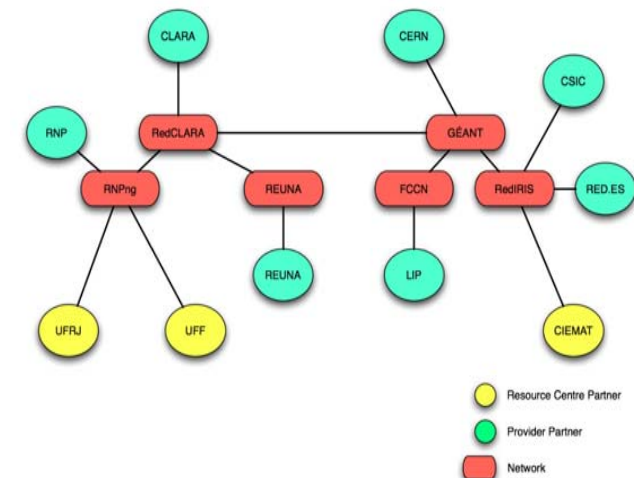 CLARA
CERN
CSIC
RNP
RedCLARA
GÉANT
RNPng
REUNA
FCCN
RedIRIS
RED.ES
REUNA
LIP
UFRJ
UFF
CIEMAT
Resource Centre Partner
Provider Partner
Network